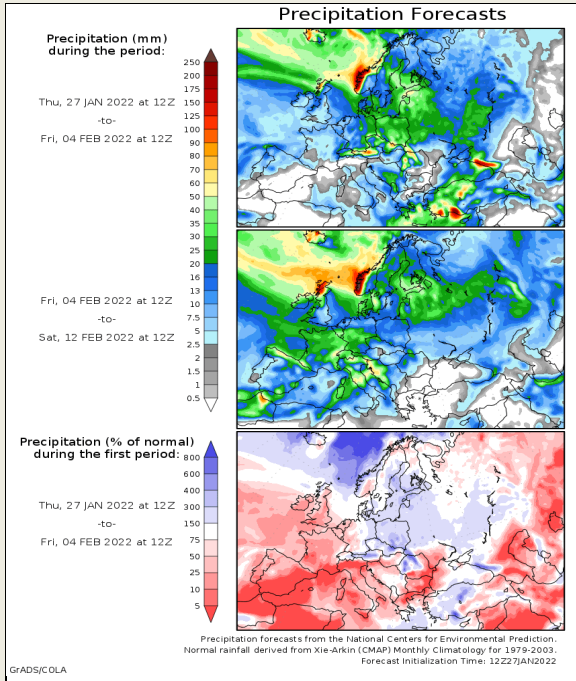 Precipitation Forecasts
Precipitation (mm)
during the period:
Thu, 27 JAN 2022 at 12Z
-to-
Fri, 04 FEB 2022 at 12Z
250
200
175
150
125
100
90
80
70
60
50
40
35
30
25
20
16
13
10
7.5
5
2.5
2
1.5
1
0.5
Fri, 04 FEB 2022 at 12Z
-to-
Sat, 12 FEB 2022 at 12Z
Precipitation (% of normal)
during the first period:
Thu, 27 JAN 2022 at 12Z
-to-
Fri, 04 FEB 2022 at 12Z
800
600
400
300
150
75
50
25
10
5
Precipitation forecasts from the National Centers for Environmental Prediction.
Normal rainfall derived from Xie-Arkin (CMAP) Monthly Climatology for 1979-2003.
Forecast Initialization Time: 12Z27JAN2022
GrADS/COLA